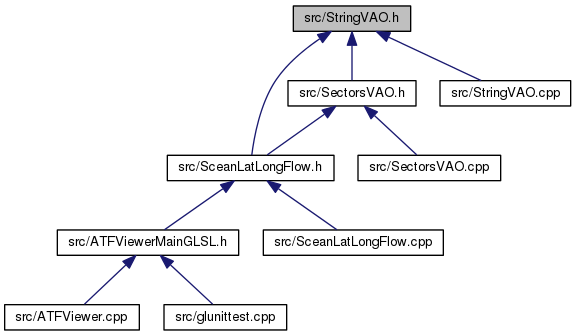 src/StringVAO.h
src/SectorsVAO.h
src/StringVAO.cpp
src/SceanLatLongFlow.h
src/SectorsVAO.cpp
src/ATFViewerMainGLSL.h
src/SceanLatLongFlow.cpp
src/ATFViewer.cpp
src/glunittest.cpp